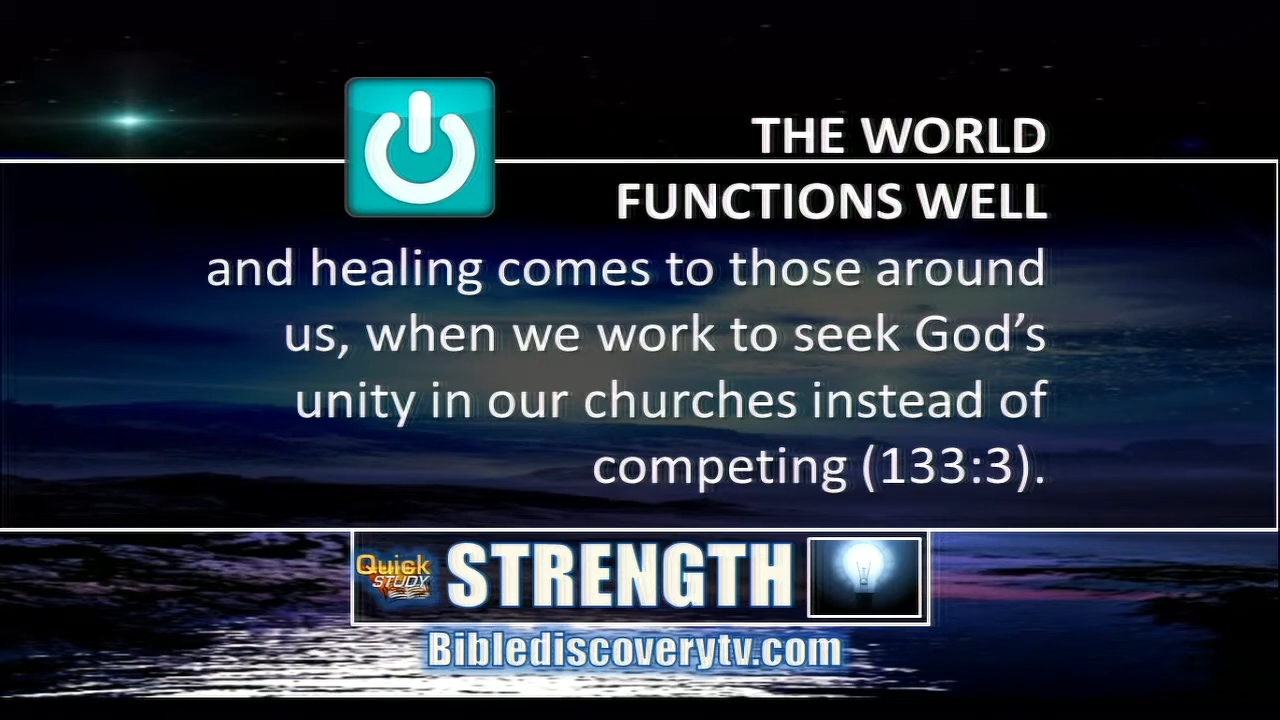 THE WORLD
FUNCTIONS WELL
and healing comes to those around
us, when we work to seek God’s
unity in our churches instead of
competing (133:3).
Quick
STUDY
STRENGTH
Biblediscoverytv.com